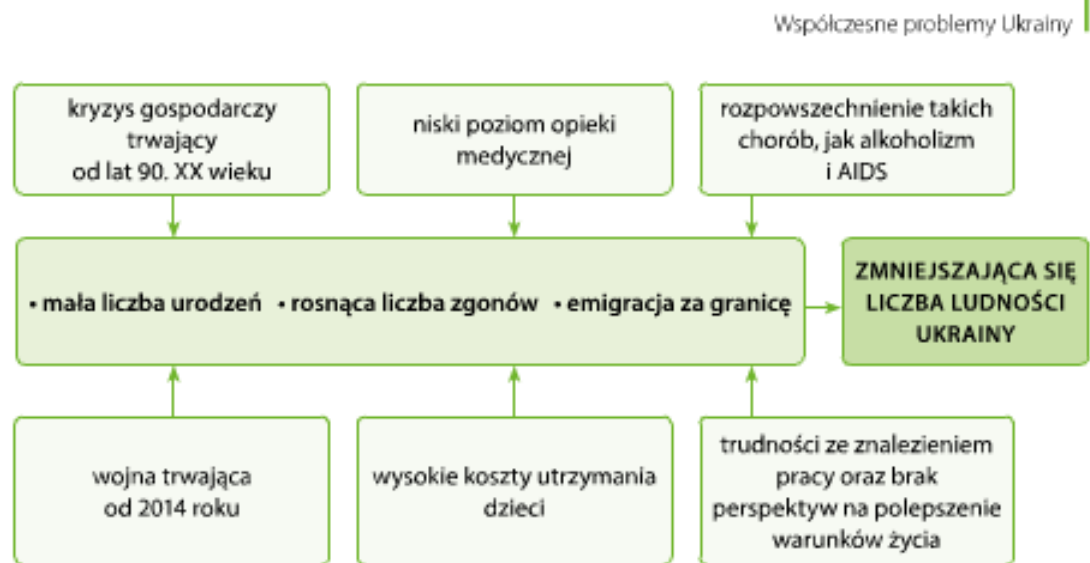 Współczesne problemy Ukrainy
kryzys gospodarczy
trwający
od lat 90. XX wieku
niski poziom opieki
medycznej
rozpowszechnienie takich
chorób, jak alkoholizm
i AIDS
• mała liczba urodzeń • rosnąca liczba zgonów • emigracja za granicę
ZMNIEJSZAJĄCA SIĘ
LICZBA LUDNOŚCI
UKRAINY
wojna trwająca
od 2014 roku
wysokie koszty utrzymania
dzieci
trudności ze znalezieniem
pracy oraz brak
perspektyw na polepszenie
warunków życia